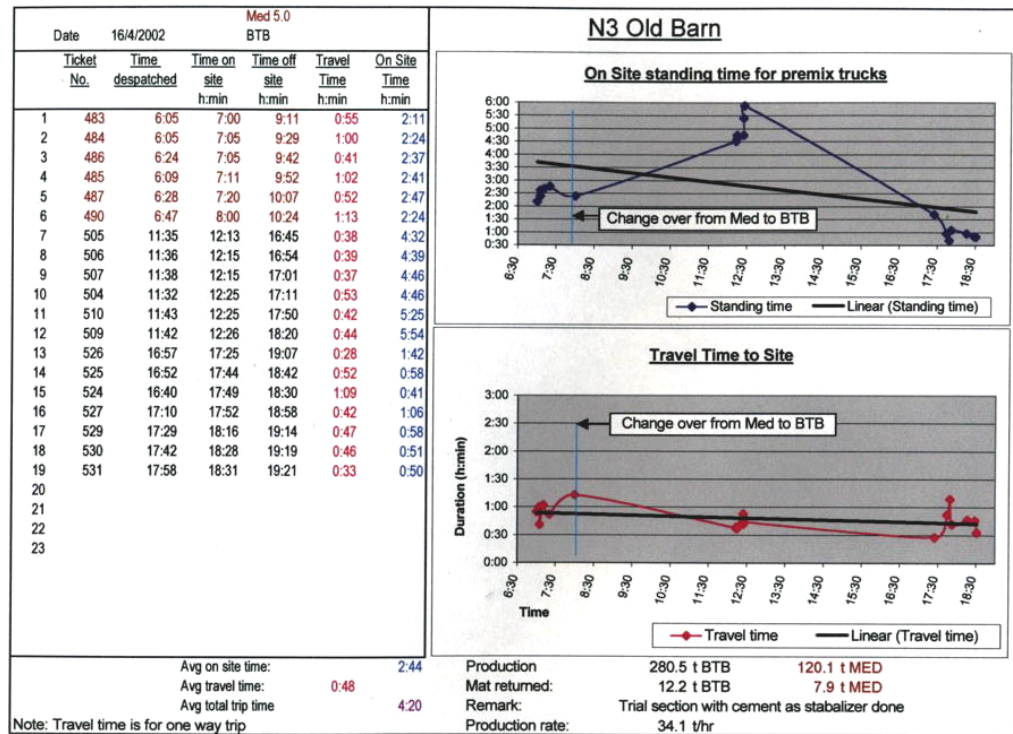 Med 5.0
Date 16/4/2002 BTB
Ticket Time Time on Time off Travel On Site
No. despatched site site Time Time
h:min h:min h:min h:min
1 483 6:05 7:00 9:11 0:55 2:11
2 484 6:05 7:05 9:29 1:00 2:24
3 486 6:24 7:05 9:42 0:41 2:37
4 485 6:09 7:11 9:52 1:02 2:41
5 487 6:28 7:20 10:07 0:52 2:47
6 490 6:47 8:00 10:24 1:13 2:24
7 505 11:35 12:13 16:45 0:38 4:32
8 506 11:36 12:15 16:54 0:39 4:39
9 507 11:38 12:15 17:01 0:37 4:46
10 504 11:32 12:25 17:11 0:53 4:46
11 510 11:43 12:25 17:50 0:42 5:25
12 509 11:42 12:26 18:20 0:44 5:54
13 526 16:57 17:25 19:07 0:28 1:42
14 525 16:52 17:44 18:42 0:52 0:58
15 524 16:40 17:49 18:30 1:09 0:41
16 527 17:10 17:52 18:58 0:42 1:06
17 529 17:29 18:16 19:14 0:47 0:58
18 530 17:42 18:28 19:19 0:46 0:51
19 531 17:58 18:31 19:21 0:33 0:50
20
21
22
23
Avg on site time: 2:44
Avg travel time: 0:48
Avg total trip time 4:20
Note: Travel time is for one way trip
N3 Old Barn
On Site standing time for premix trucks
6:00
5:30
5:00
4:30
4:00
3:30
3:00
2:30
2:00
1:30
1:00
0:30
Change over from Med to BTB
6:30 7:30 8:30 9:30 10:30 11:30 12:30 13:30 14:30 15:30 16:30 17:30 18:30
Standing time Linear (Standing time)
Travel Time to Site
Duration (h:min)
3:00
2:30
2:00
1:30
1:00
0:30
0:00
Change over from Med to BTB
6:30 7:30 8:30 9:30 10:30 11:30 12:30 13:30 14:30 15:30 16:30 17:30 18:30
Time
Travel time Linear (Travel time)
Production 280.5 t BTB 120.1 t MED
Mat returned: 12.2 t BTB 7.9 t MED
Remark: Trial section with cement as stabalizer done
Production rate: 34.1 t/hr